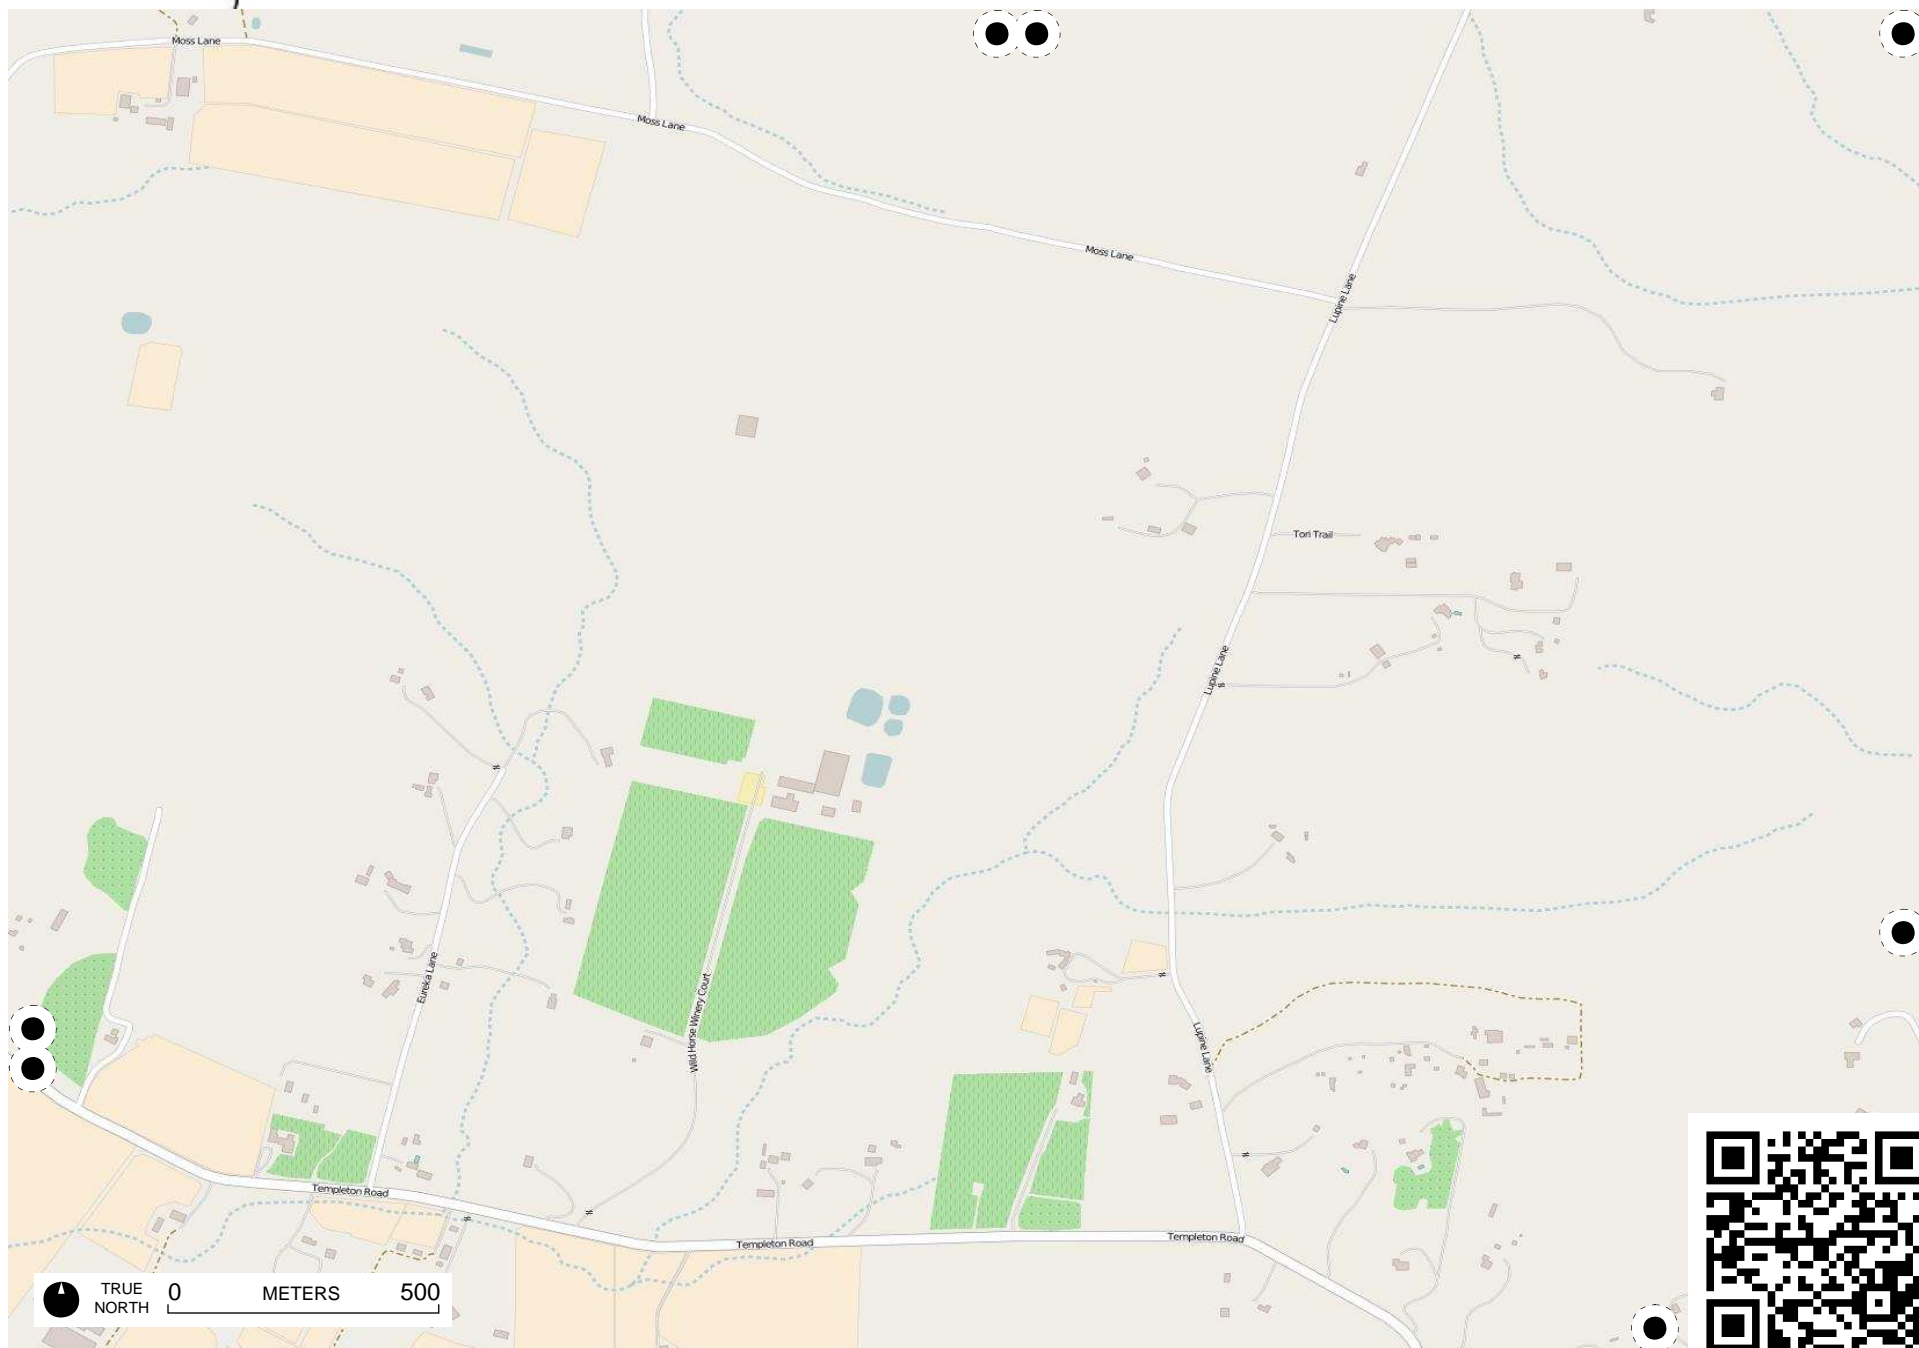 Moss Lane
Moss Lane
Moss Lane
Lupine Lane
Tori Trail
Lupine Lane
Eureka Lane
Wild Horse Winery Court
Lupine Lane
Templeton Road
Templeton Road
Templeton Road
TRUE
NORTH
0 METERS 500